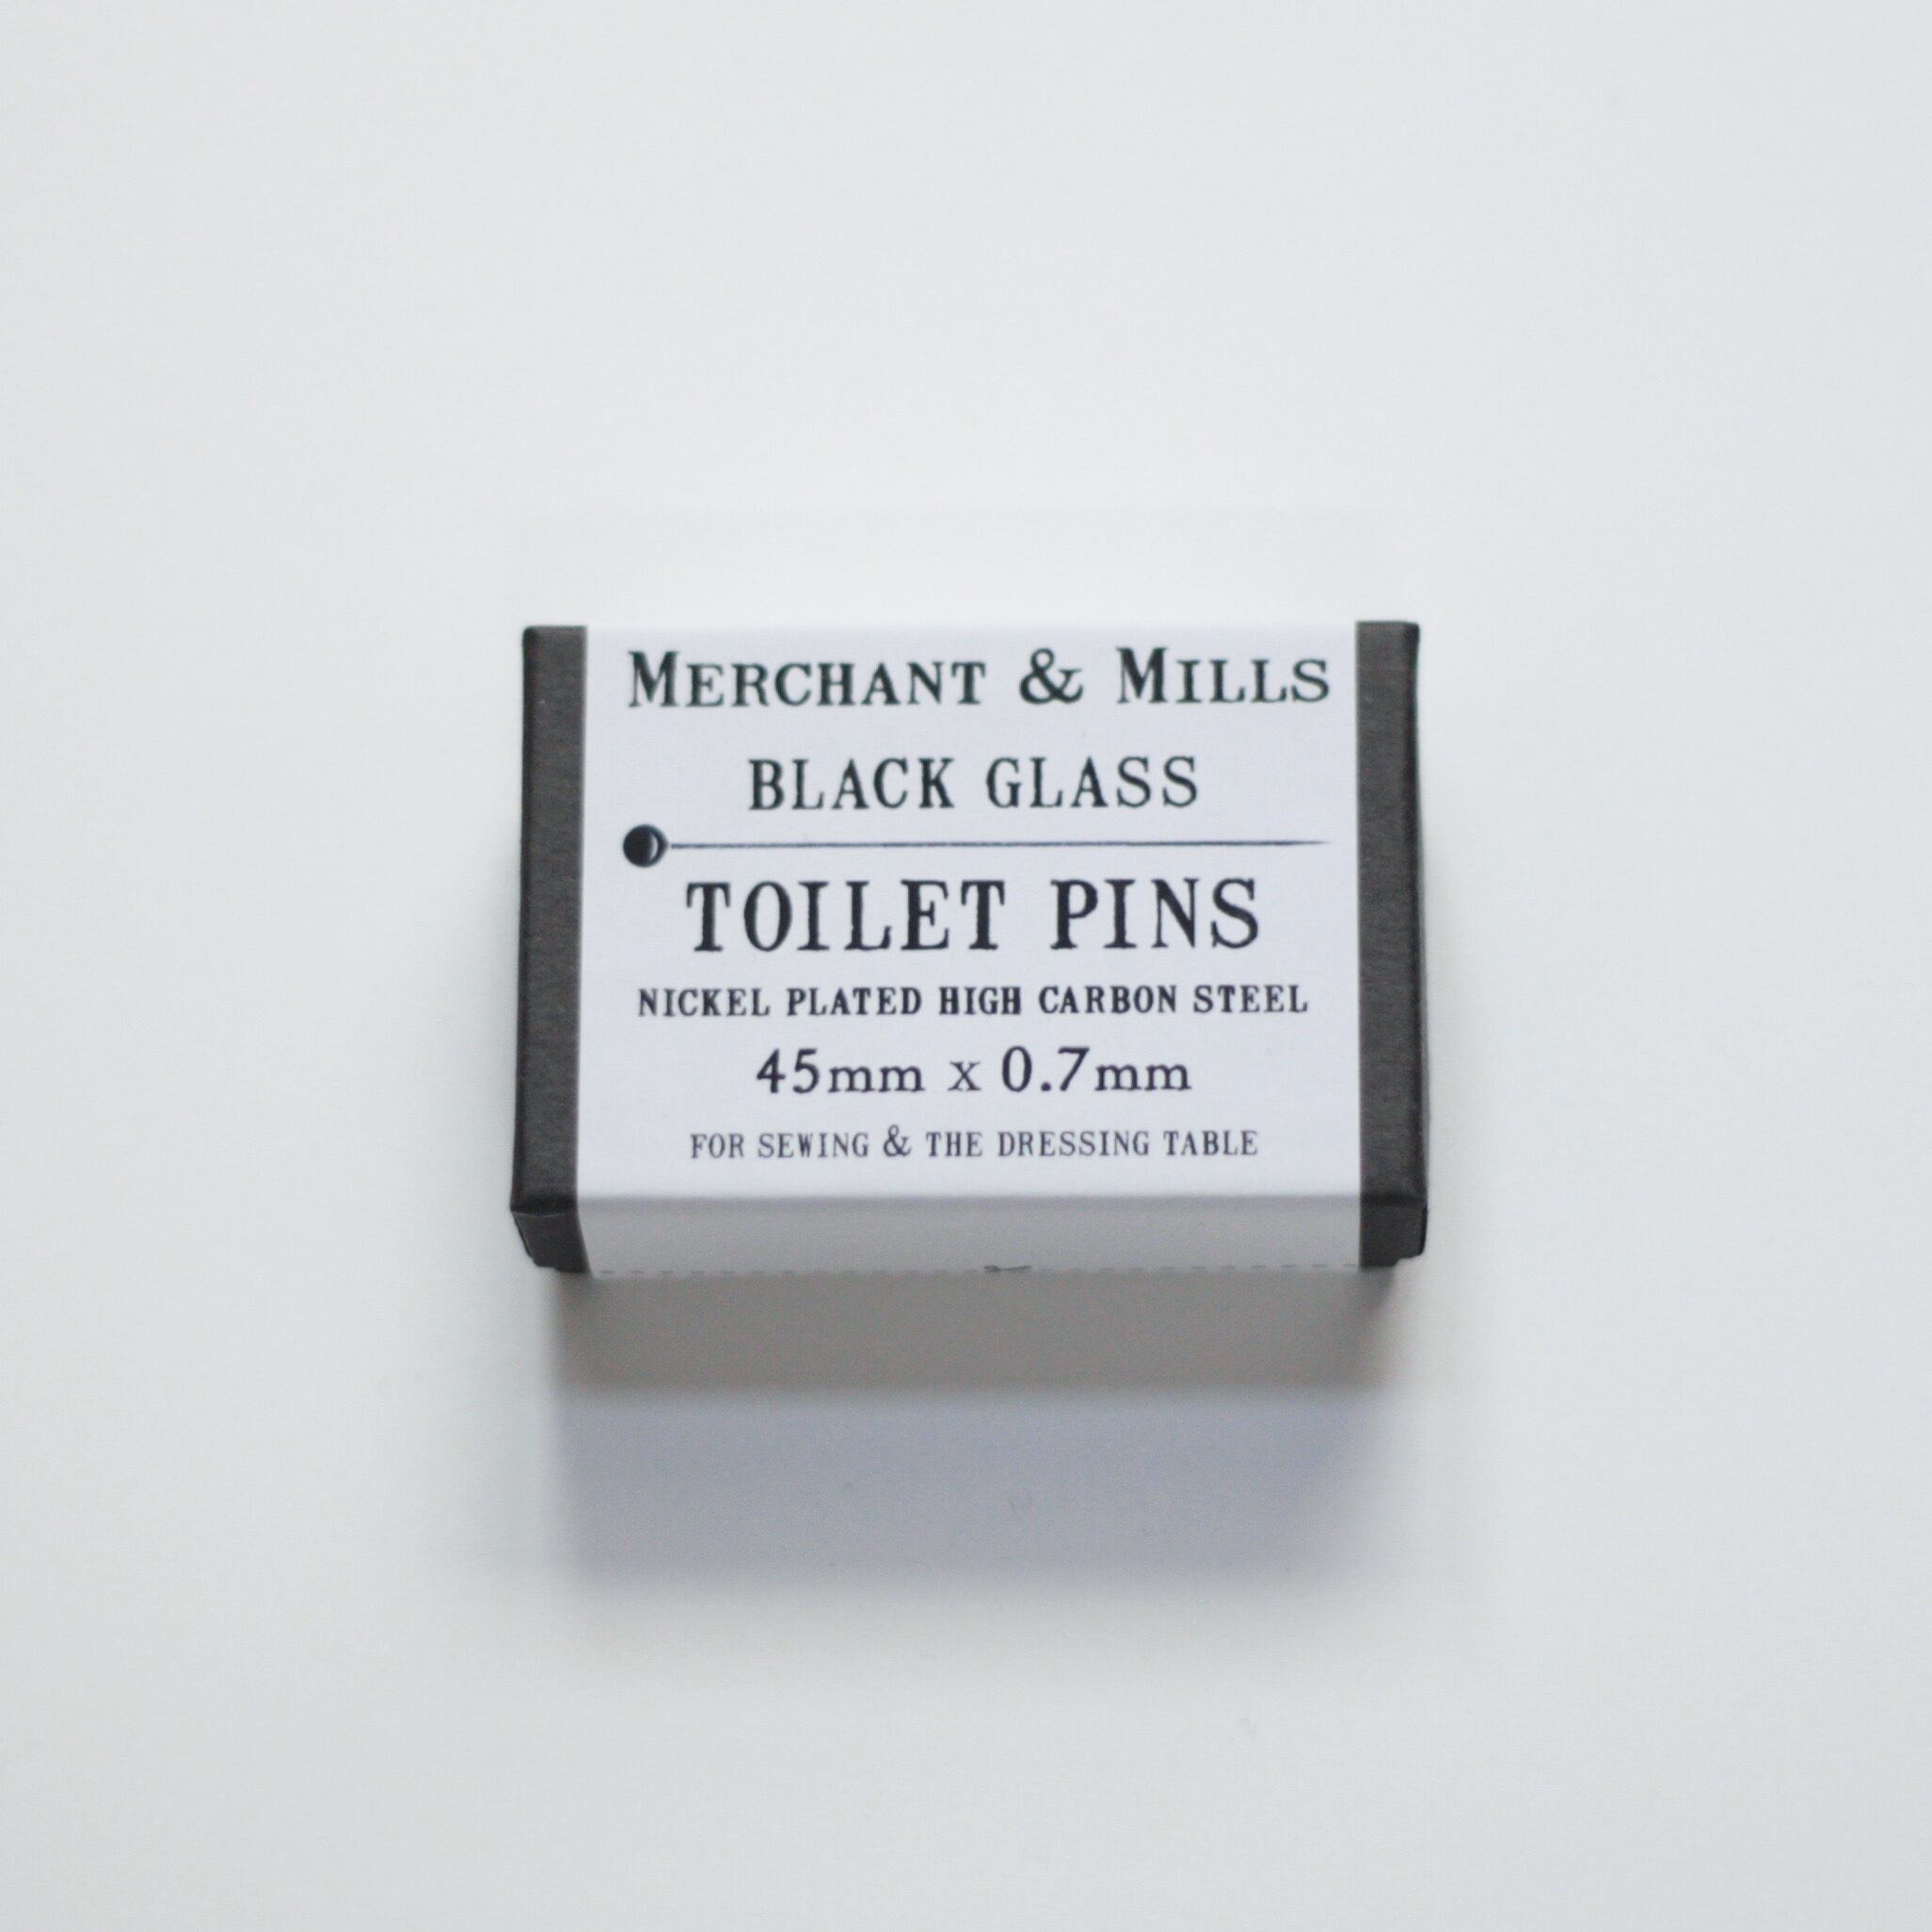 MERCHANT & MILLS
BLACK GLASS
TOILET PINS
NICKEL PLATED HIGH CARBON STEEL
45mm x 0.7mm
FOR SEWING & THE DRESSING TABLE